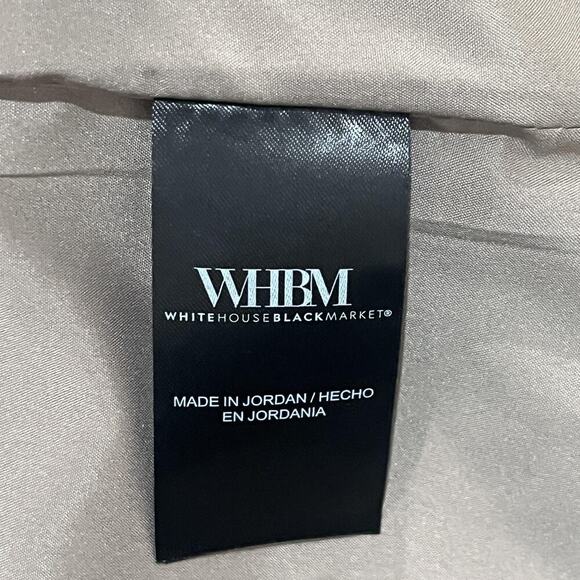 WHBM
WHITEHOUSEBLACKMARKET®
MADE IN JORDAN / HECHO
EN JORDANIA